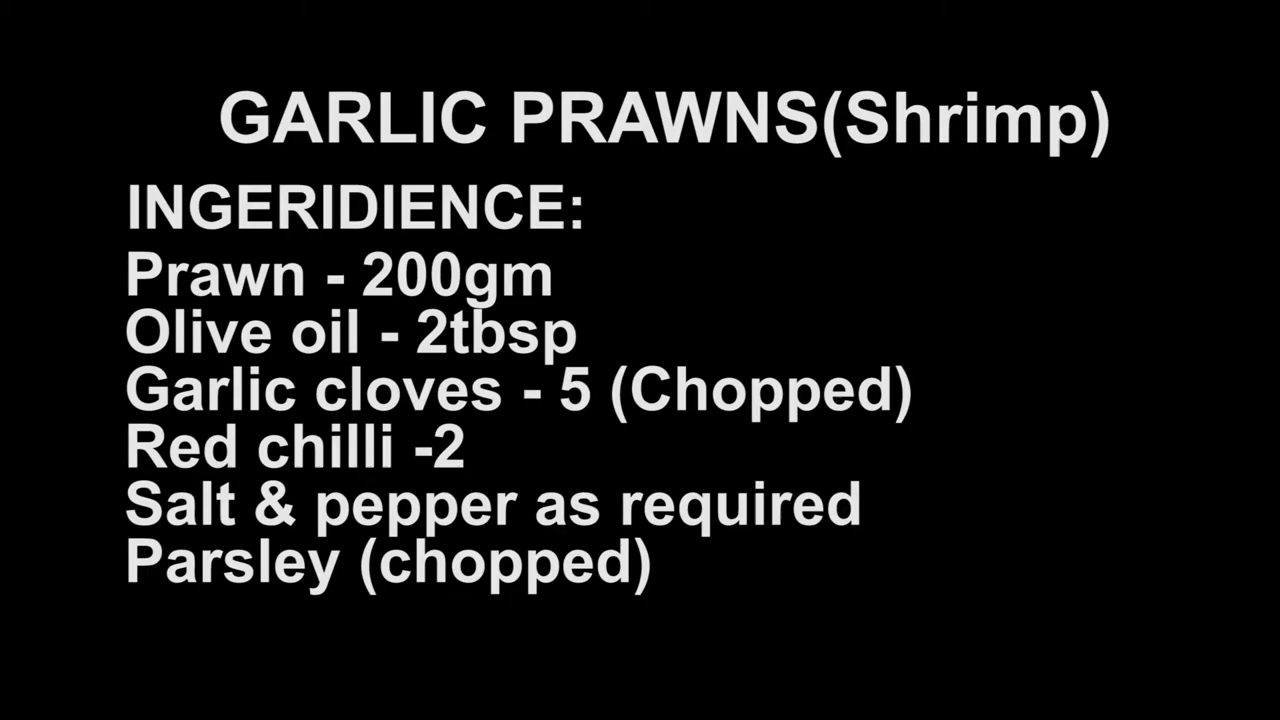 GARLIC PRAWNS(Shrimp)
INGERIDIENCE:
Prawn - 200gm
Olive oil - 2tbsp
Garlic cloves - 5 (Chopped)
Red chilli -2
Salt & pepper as required
Parsley (chopped)